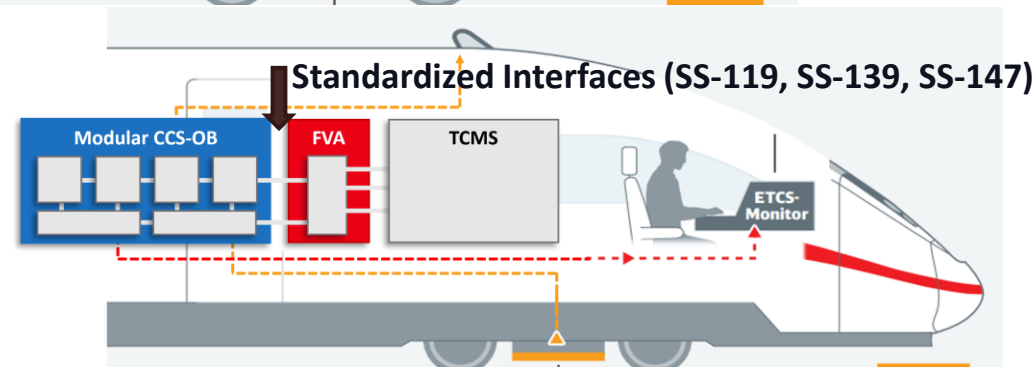 Standardized Interfaces (SS-119, SS-139, SS-147)
Modular CCS-OB
FVA
TCMS
ETCS-
Monitor